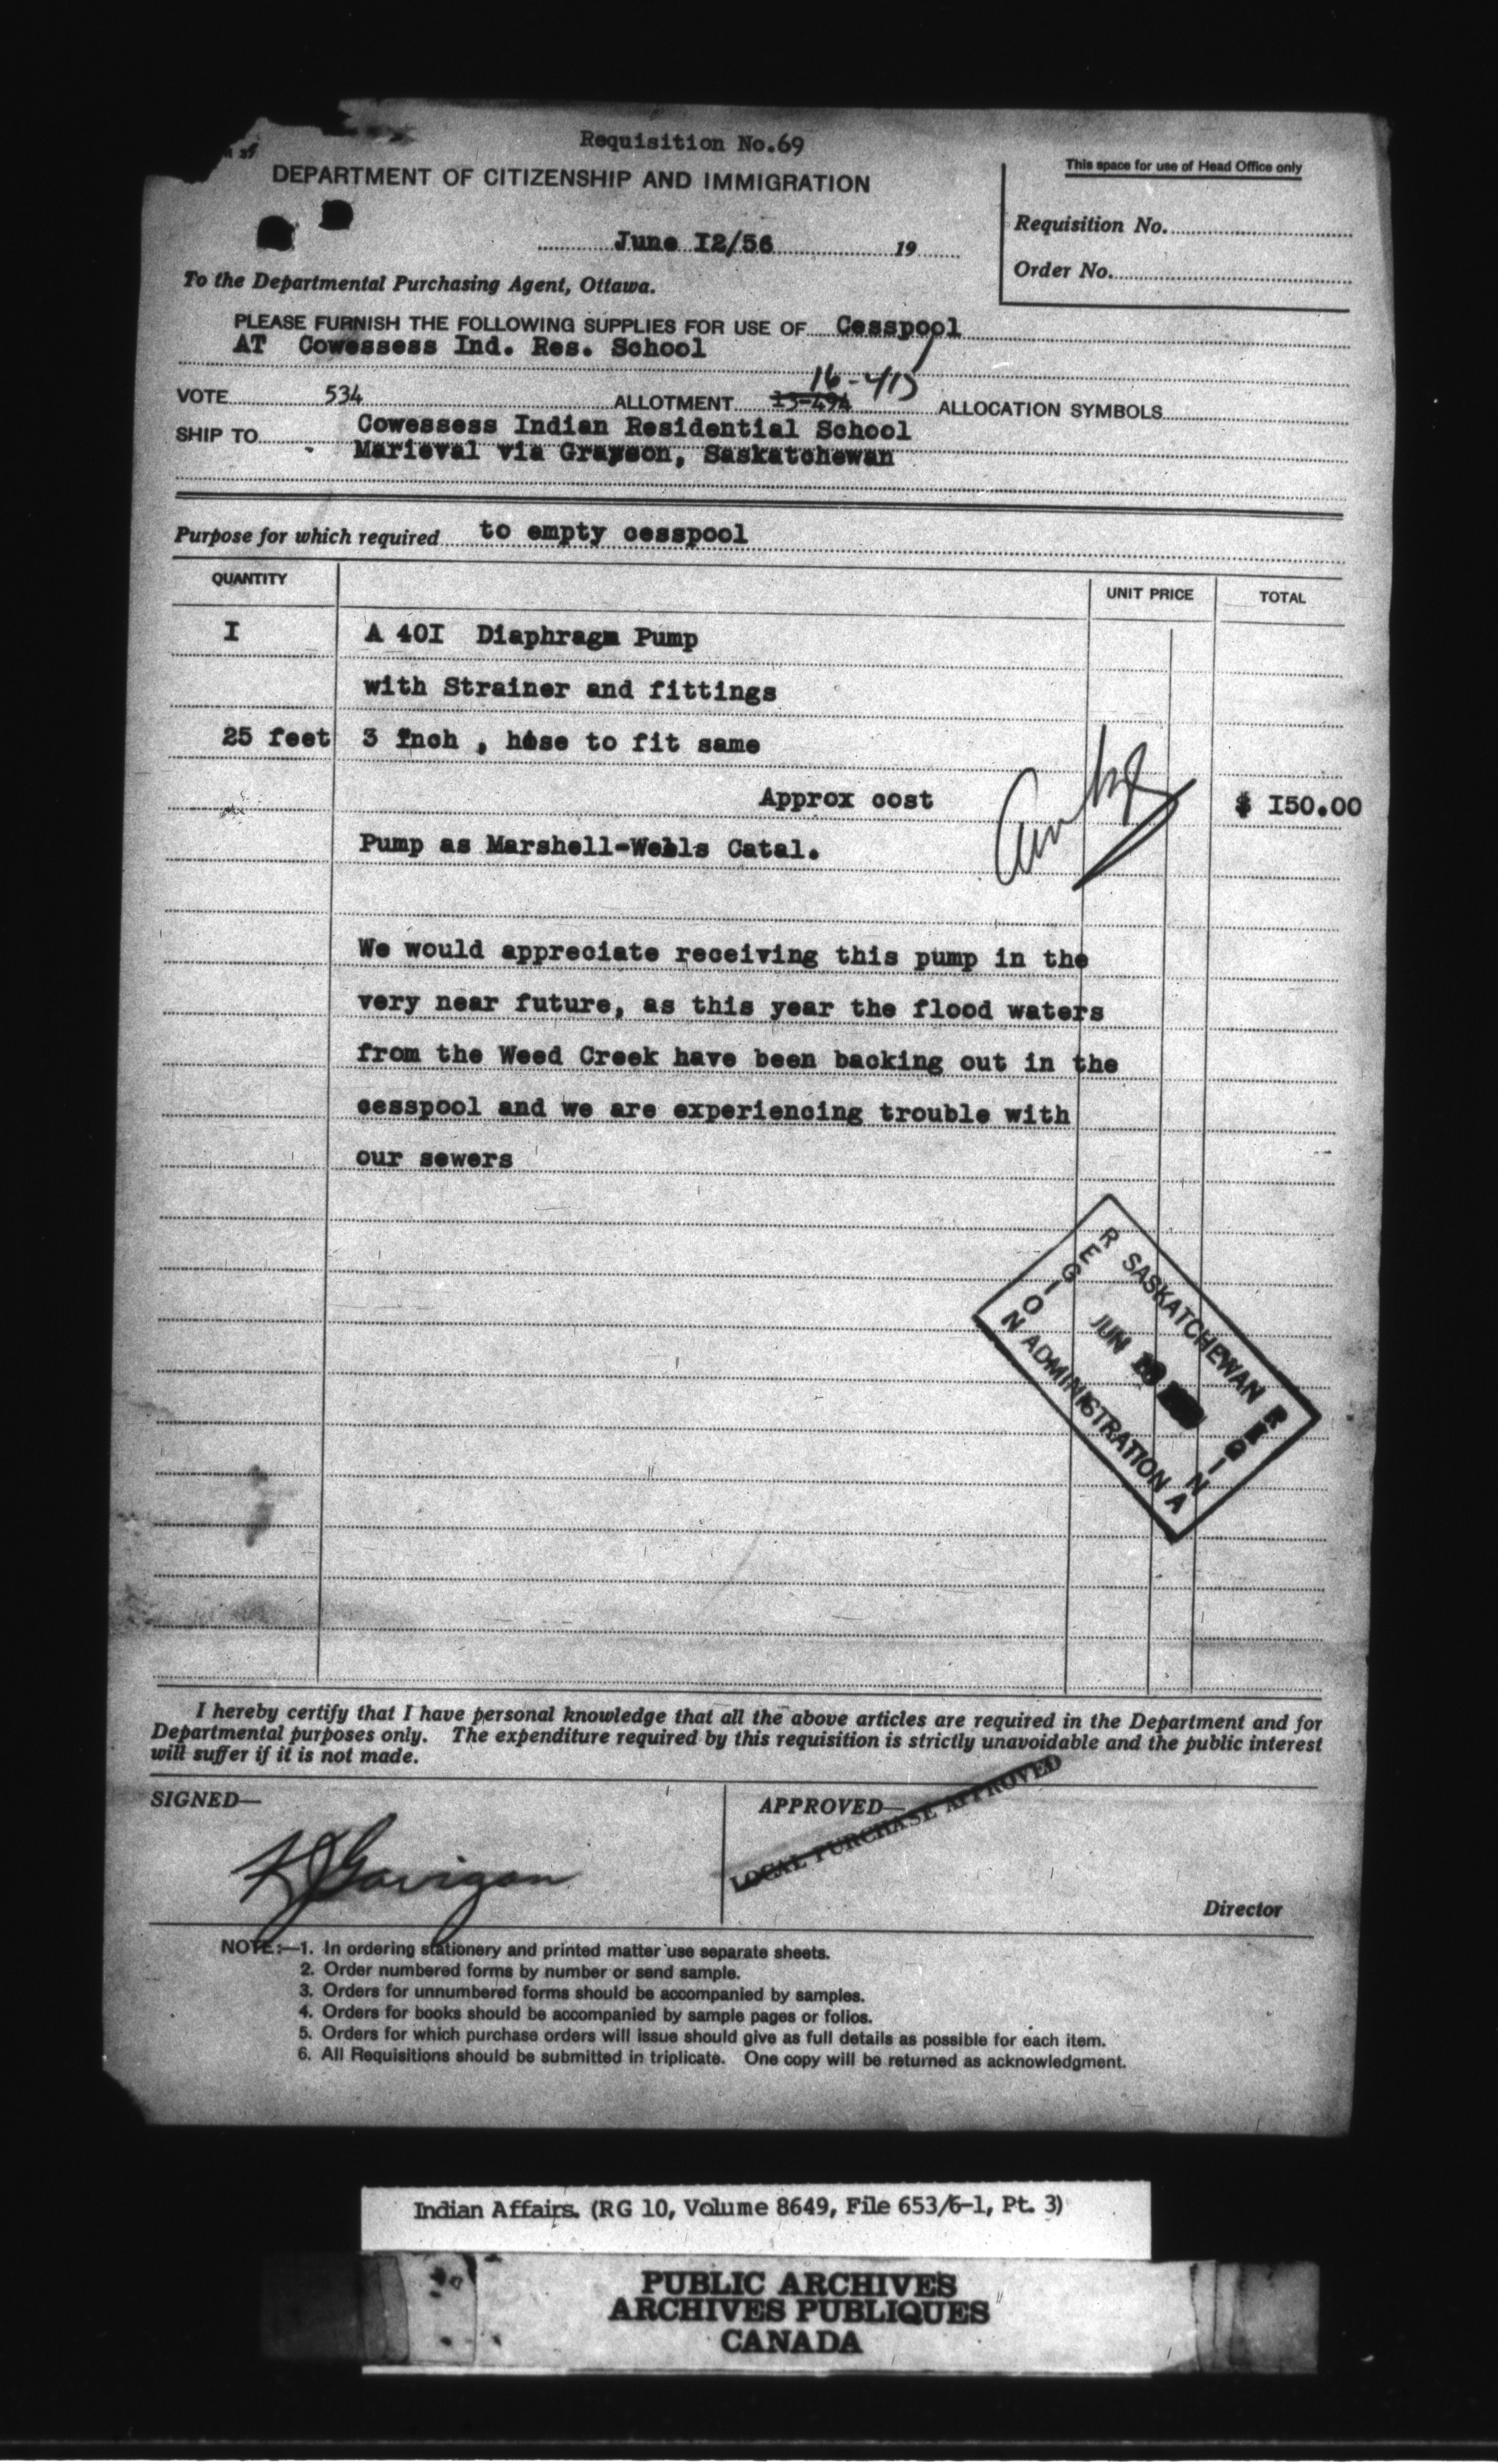 Requisition No.69
DEPARTMENT OF CITIZENSHIP AND IMMIGRATION
This space for use of Head Office only
Requisition No.
Order No.
June I2/56 19
To the Departmental Purchasing Agent, Ottawa.
PLEASE FURNISH THE FOLLOWING SUPPLIES FOR USE OF Cesspool
AT Cowessess Ind. Res. School
16-413
VOTE 534 ALLOTMENT I3-494 ALLOCATION SYMBOLS
SHIP TO Cowessess Indian Residential School
Marieval via Grayson, Saskatchewan
Purpose for which required to empty cesspool
QUANTITY UNIT PRICE TOTAL
I A 40I Diaphragm Pump
with Strainer and fittings
25 feet 3 Inch , hose to fit same
Approx cost $ I50.00
Pump as Marshell-Wells Catal.
We would appreciate receiving this pump in the
very near future, as this year the flood waters
from the Weed Creek have been backing out in the
cesspool and we are experiencing trouble with
our sewers
SASKATCHEWAN
REGION
JUN
REGINA
ADMINISTRATION
I hereby certify that I have personal knowledge that all the above articles are required in the Department and for
Departmental purposes only. The expenditure required by this requisition is strictly unavoidable and the public interest
will suffer if it is not made.
SIGNED—
Gavigan
APPROVED—
LOCAL PURCHASE APPROVED
Director
NOTE:—1. In ordering stationery and printed matter use separate sheets.
2. Order numbered forms by number or send sample.
3. Orders for unnumbered forms should be accompanied by samples.
4. Orders for books should be accompanied by sample pages or folios.
5. Orders for which purchase orders will issue should give as full details as possible for each item.
6. All Requisitions should be submitted in triplicate. One copy will be returned as acknowledgment.
Indian Affairs. (RG 10, Volume 8649, File 653/6-1, Pt. 3)
PUBLIC ARCHIVES
ARCHIVES PUBLIQUES
CANADA